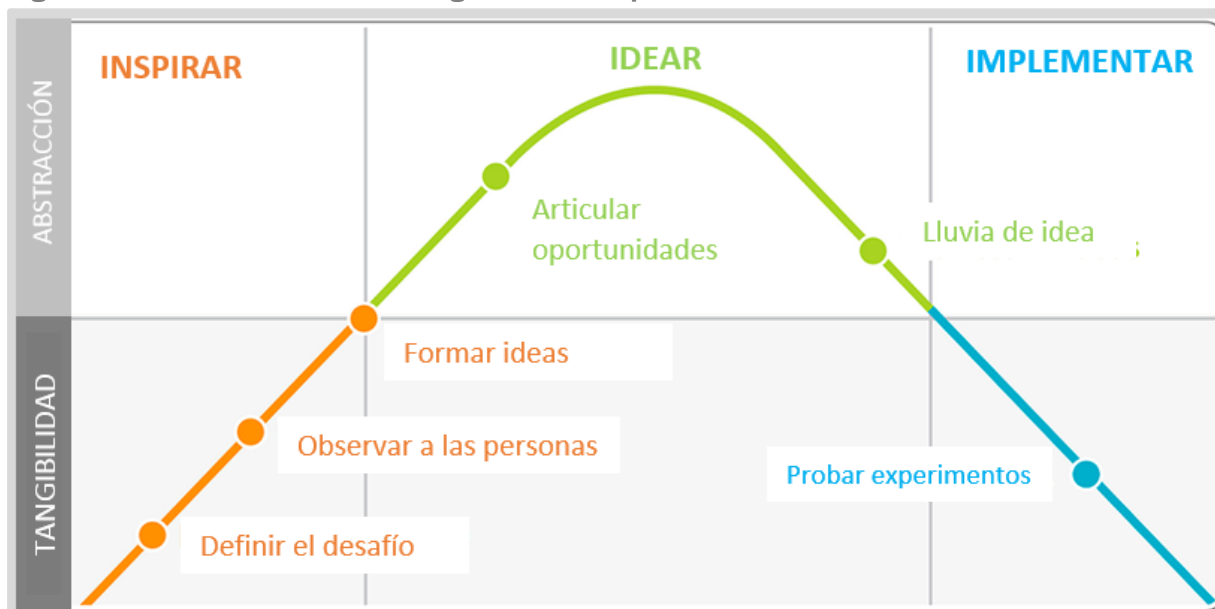 INSPIRAR
IDEAR
IMPLEMENTAR
ABSTRACCIÓN
Articular
oportunidades
Lluvia de idea
Formar ideas
Observar a las personas
Probar experimentos
Definir el desafío
TANGIBILIDAD